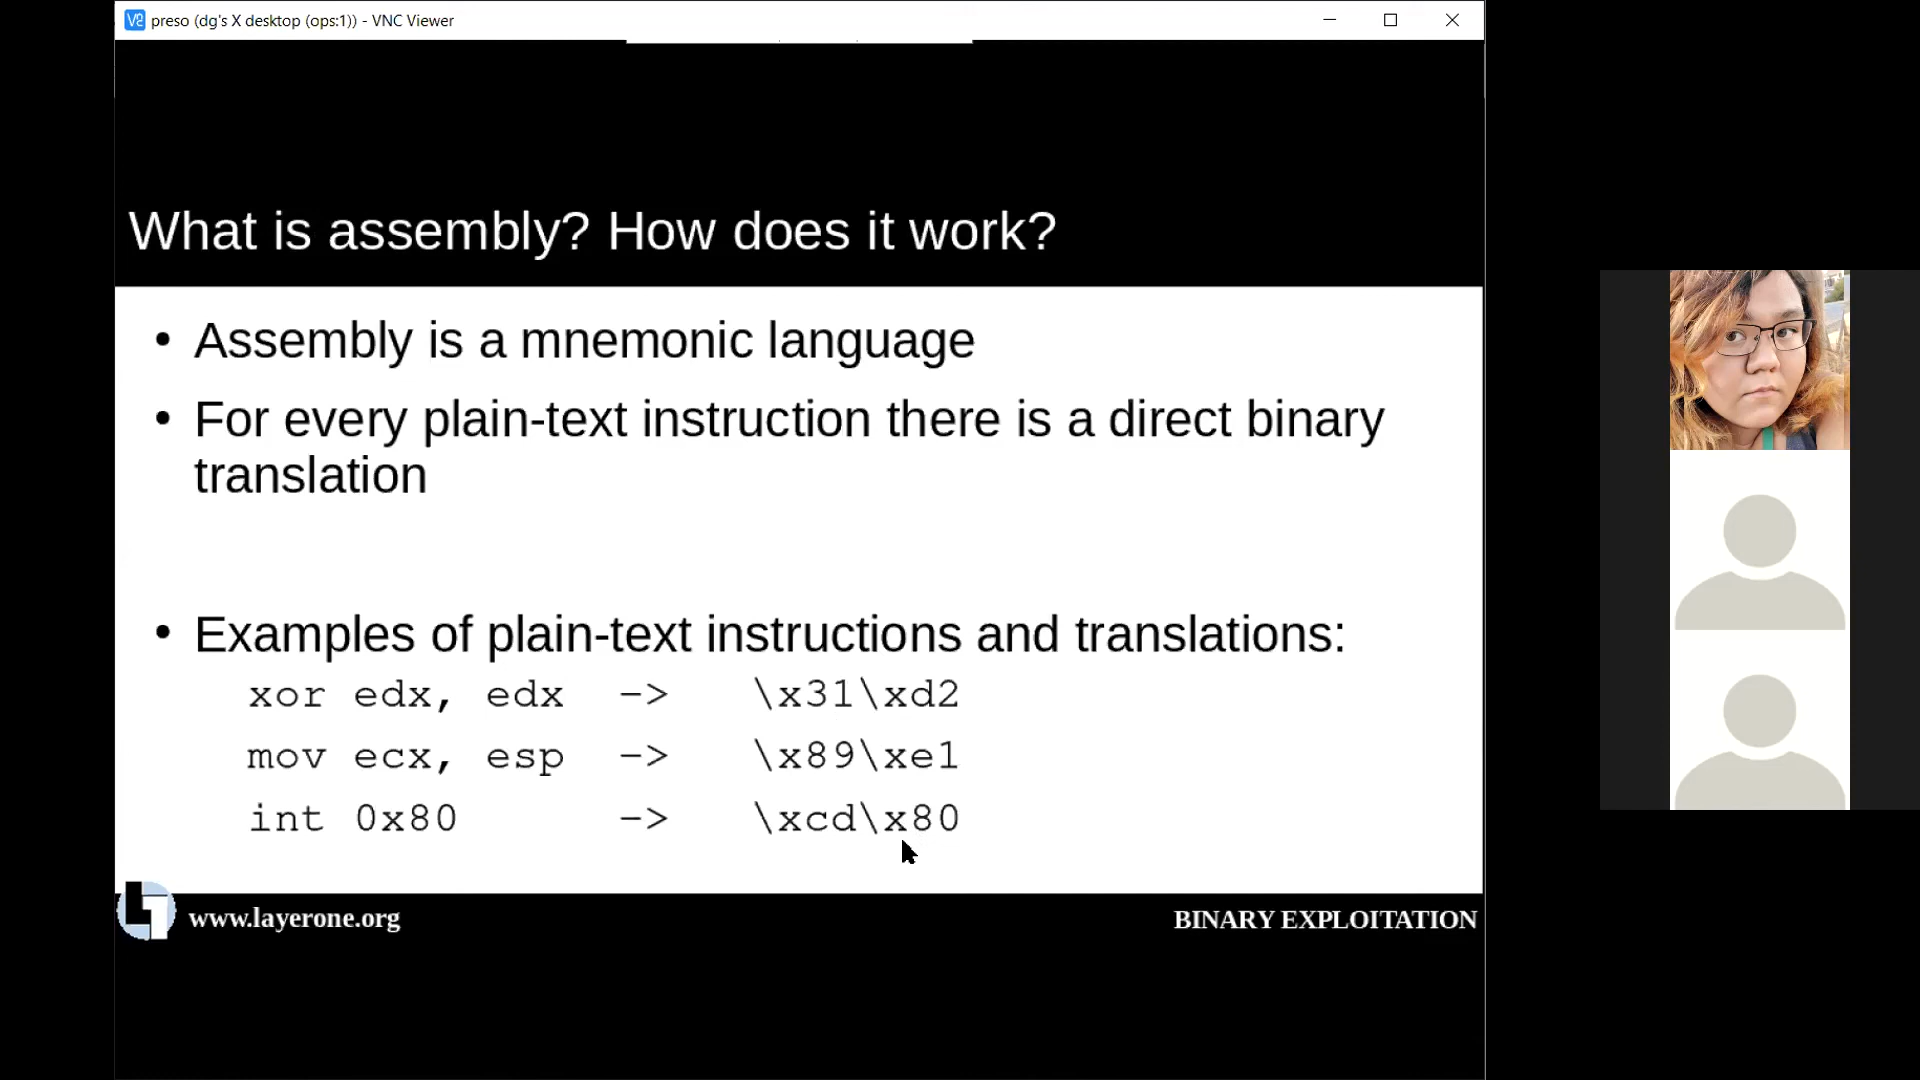 preso (dg's X desktop (ops:1)) - VNC Viewer
What is assembly? How does it work?
• Assembly is a mnemonic language
• For every plain-text instruction there is a direct binary
translation
• Examples of plain-text instructions and translations:
xor edx, edx -> \x31\xd2
mov ecx, esp -> \x89\xe1
int 0x80 -> \xcd\x80
www.layerone.org
BINARY EXPLOITATION